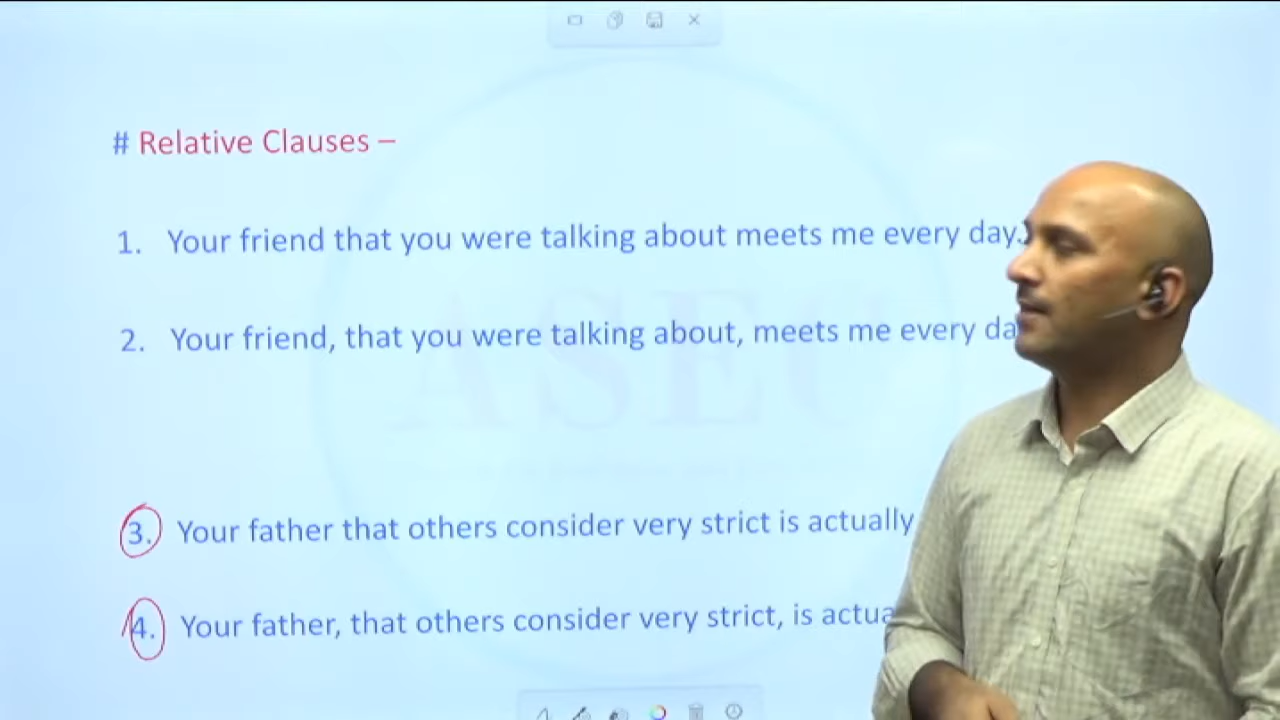 # Relative Clauses –
1. Your friend that you were talking about meets me every day.
2. Your friend, that you were talking about, meets me every
3. Your father that others consider very strict is actually
4. Your father, that others consider very strict, is